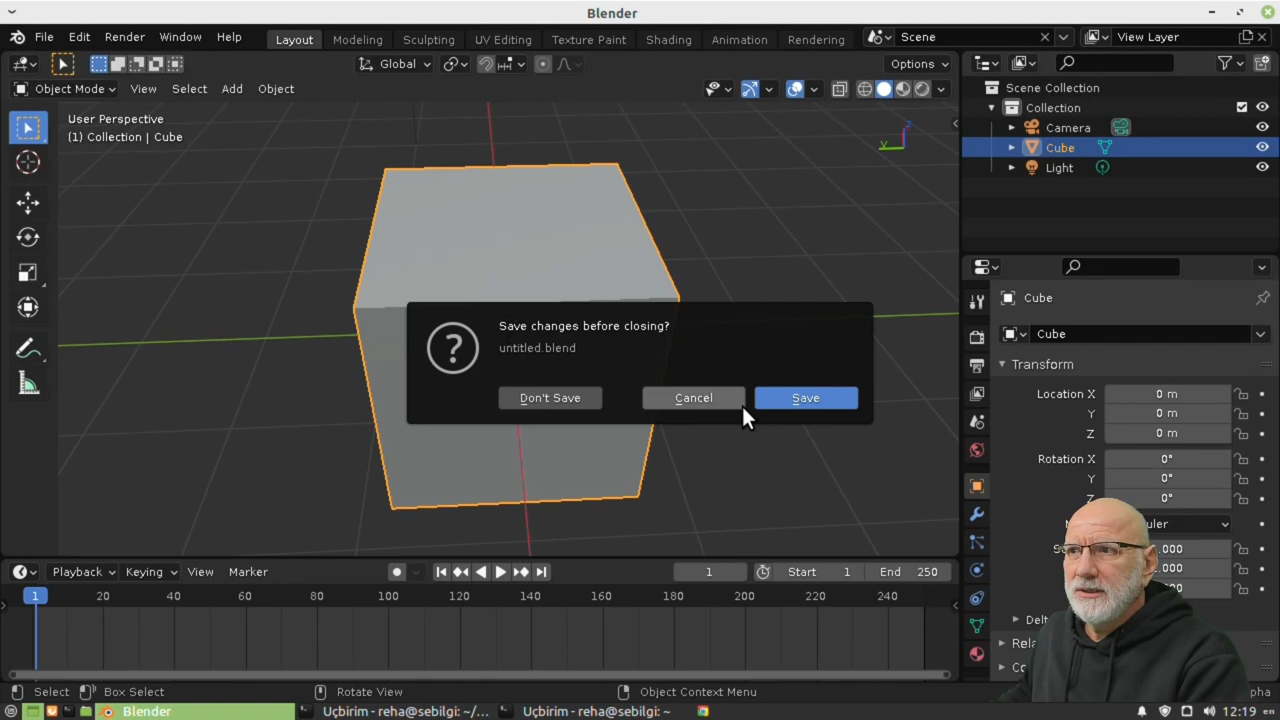 Blender
File Edit Render Window Help Layout Modeling Sculpting UV Editing Texture Paint Shading Animation Rendering Scene View Layer
Global Options
Object Mode View Select Add Object
User Perspective
(1) Collection | Cube
Y Z
Scene Collection
Collection
Camera
Cube
Light
Save changes before closing?
untitled.blend
Don't Save Cancel Save
Cube
Cube
Transform
Location X 0 m
Y 0 m
Z 0 m
Rotation X 0°
Y 0°
Z 0°
Playback Keying View Marker 1 Start 1 End 250
1 20 40 60 80 100 120 140 160 180 200 220 240
Select Box Select Rotate View Object Context Menu
Blender Uçbirim - reha@sebilgi: ~/... Uçbirim - reha@sebilgi: ~ 12:19 en